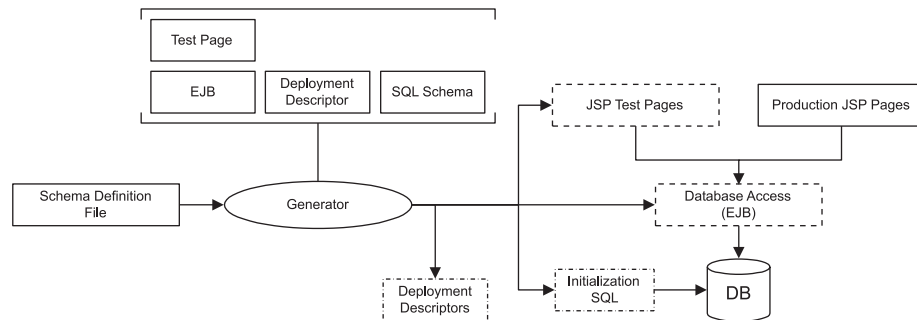 Test Page
EJB
Deployment
Descriptor
SQL Schema
JSP Test Pages
Production JSP Pages
Schema Definition
File
Generator
Database Access
(EJB)
Deployment
Descriptors
Initialization
SQL
DB